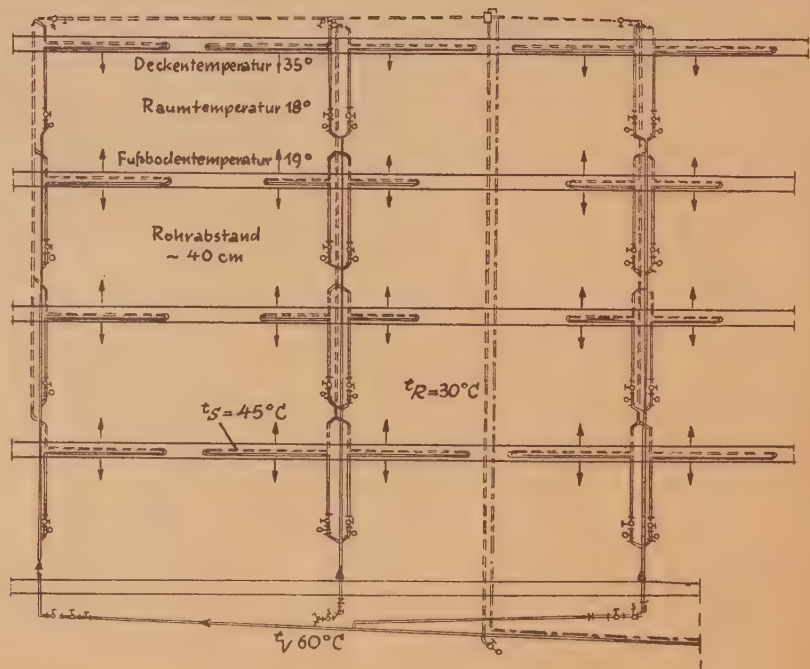 Deckentemperatur 35°
Raumtemperatur 18°
Fußbodentemperatur 19°
Rohrabstand
~ 40 cm
tR = 30°C
tS = 45°C
tV 60°C